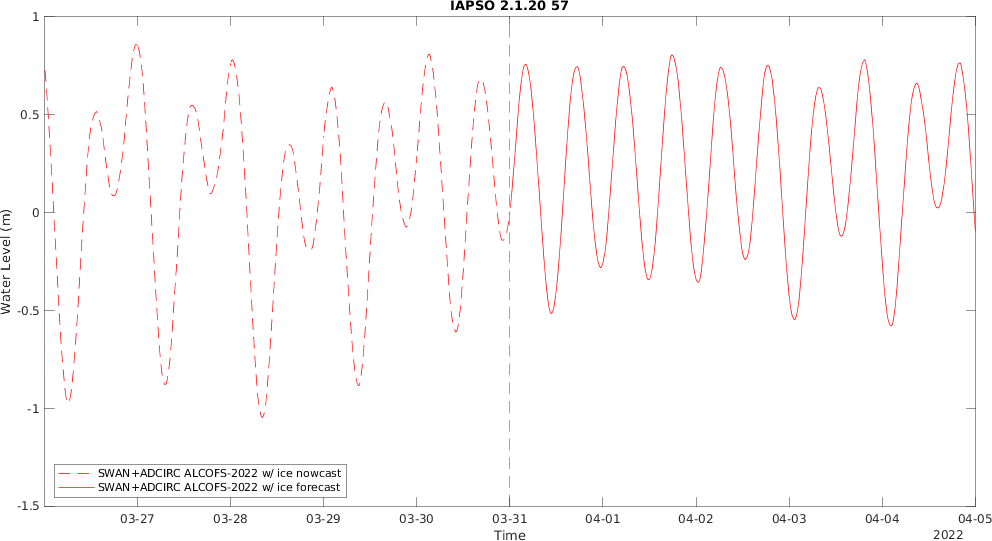 IAPSO 2.1.20 57
1
0.5
0
-0.5
-1
-1.5
Water Level (m)
SWAN+ADCIRC ALCOFS-2022 w/ ice nowcast
SWAN+ADCIRC ALCOFS-2022 w/ ice forecast
03-27 03-28 03-29 03-30 03-31 04-01 04-02 04-03 04-04 04-05
Time
2022